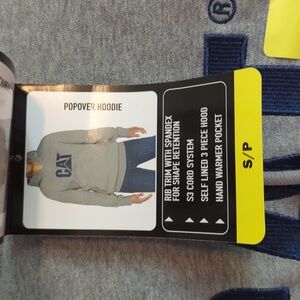 POPOVER HOODIE
CAT
RIB TRIM WITH SPANDEX
FOR SHAPE RETENTION
S3 CORD SYSTEM
SELF LINED 3 PIECE HOOD
HAND WARMER POCKET
S/P